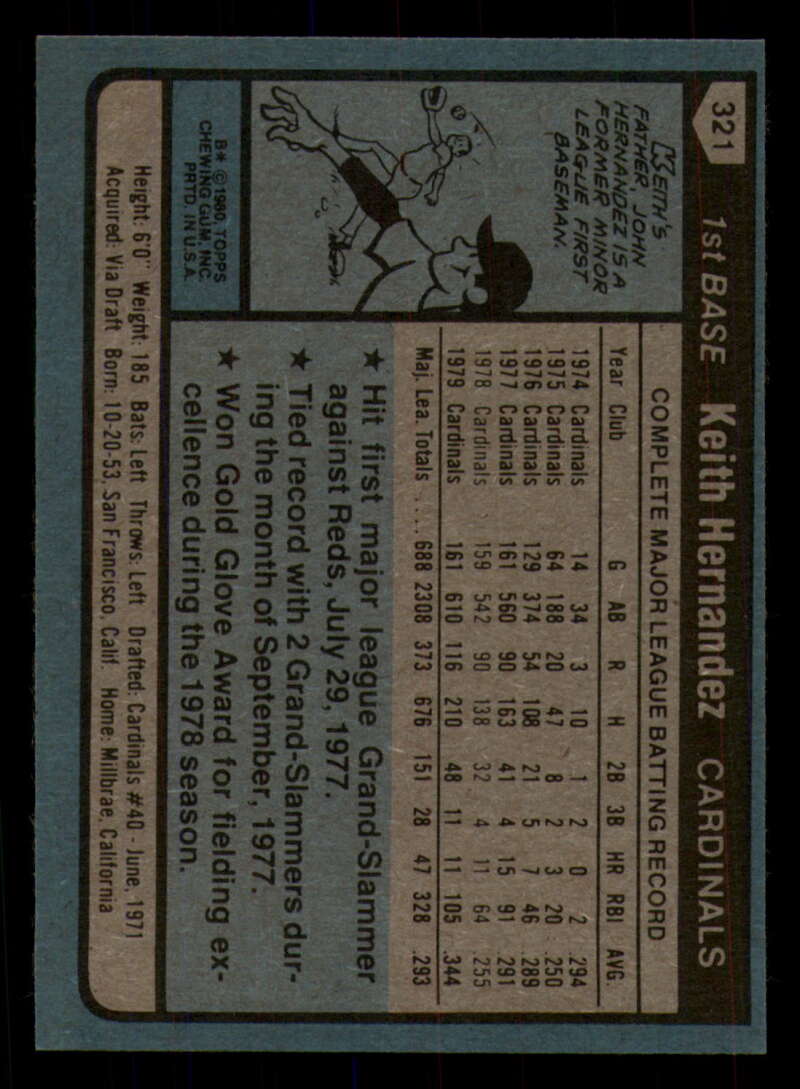 321
1st BASE Keith Hernandez CARDINALS
KEITH'S
FATHER JOHN
HERNANDEZ IS A
FORMER MINOR
LEAGUE FIRST
BASEMAN.
B* © 1980 TOPPS
CHEWING GUM, INC.
PRTD. IN U.S.A.
COMPLETE MAJOR LEAGUE BATTING RECORD
Year Club G AB R H 2B 3B HR RBI AVG.
1974 Cardinals 14 34 3 10 1 2 0 2 .294
1975 Cardinals 64 188 20 47 8 2 3 20 .250
1976 Cardinals 129 374 54 108 21 5 7 46 .289
1977 Cardinals 161 560 90 163 41 4 15 91 .291
1978 Cardinals 159 542 90 138 32 4 11 64 .255
1979 Cardinals 161 610 116 210 48 11 11 105 .344
Maj. Lea. Totals .... 688 2308 373 676 151 28 47 328 .293
★ Hit first major league Grand-Slammer
against Reds, July 29, 1977.
★ Tied record with 2 Grand-Slammers dur-
ing the month of September, 1977.
★ Won Gold Glove Award for fielding ex-
cellence during the 1978 season.
Height: 6'0" Weight: 185 Bats: Left Throws: Left Drafted: Cardinals #40 - June, 1971
Acquired: Via Draft Born: 10-20-53, San Francisco, Calif. Home: Millbrae, California